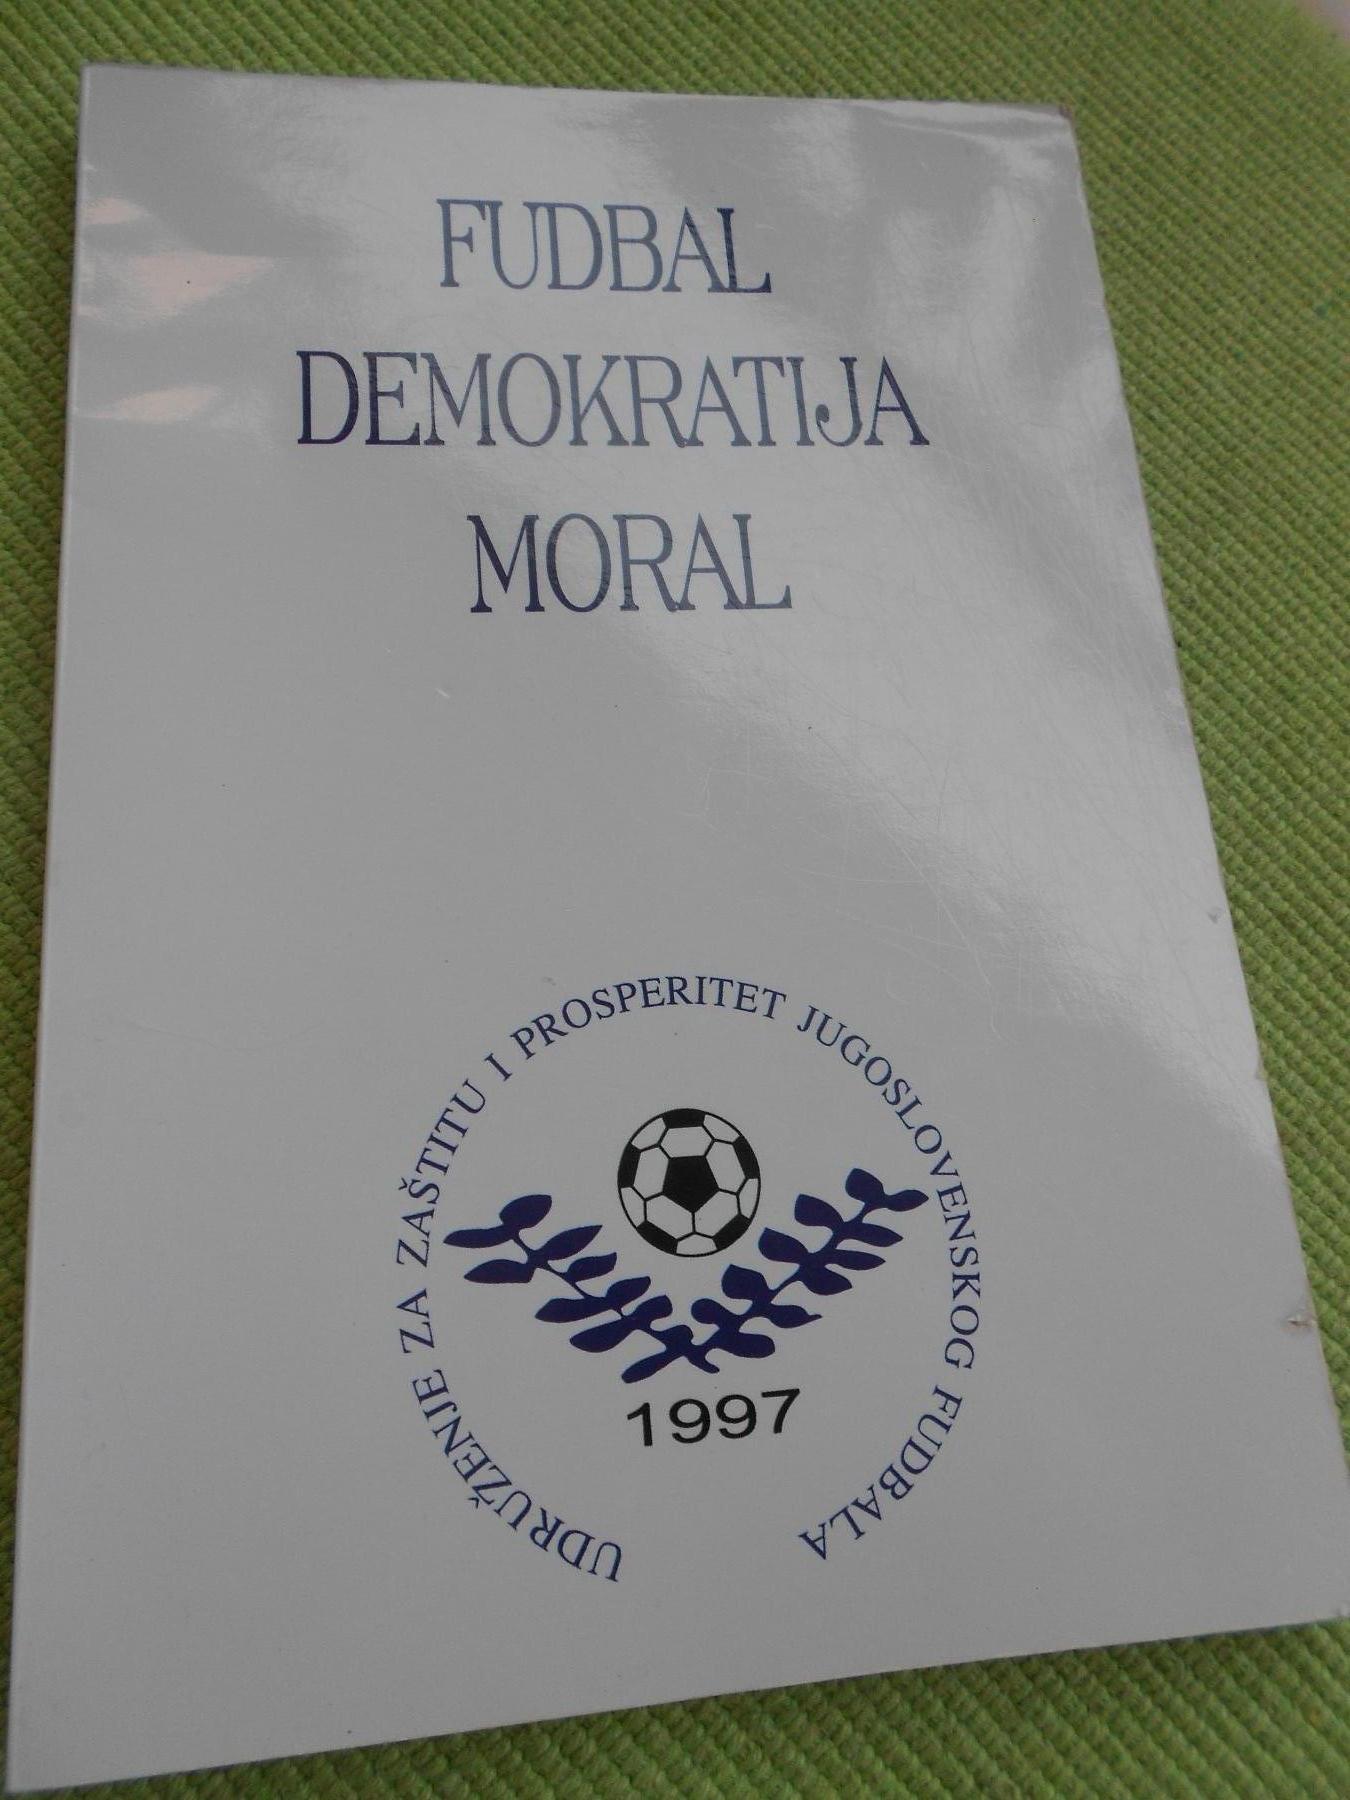 FUDBAL
DEMOKRATIJA
MORAL
UDRUŽENJE ZA ZAŠTITU I PROSPERITET JUGOSLOVENSKOG FUDBALA
1997